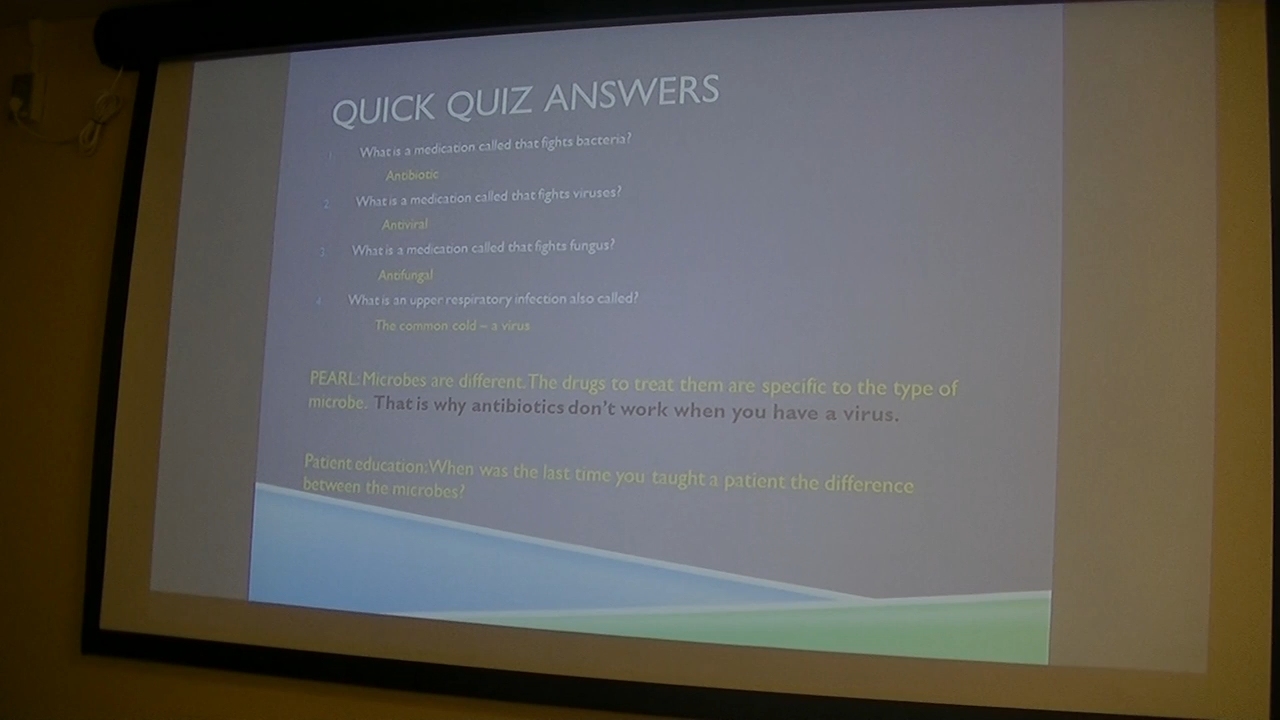 QUICK QUIZ ANSWERS
1. What is a medication called that fights bacteria?
Antibiotic
2. What is a medication called that fights viruses?
Antiviral
3. What is a medication called that fights fungus?
Antifungal
4. What is an upper respiratory infection also called?
The common cold – a virus
PEARL: Microbes are different. The drugs to treat them are specific to the type of
microbe. That is why antibiotics don't work when you have a virus.
Patient education: When was the last time you taught a patient the difference
between the microbes?